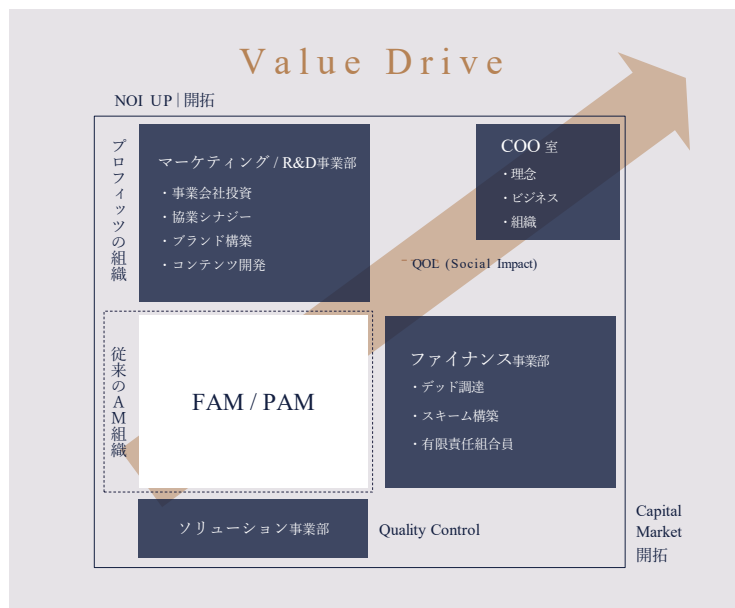 Value Drive
NOI UP | 開拓
プロフィッツの組織
マーケティング / R&D事業部
・事業会社投資
・協業シナジー
・ブランド構築
・コンテンツ開発
COO 室
・理念
・ビジネス
・組織
QOL (Social Impact)
従来のAM組織
FAM / PAM
ファイナンス事業部
・デッド調達
・スキーム構築
・有限責任組合員
ソリューション事業部
Quality Control
Capital
Market
開拓